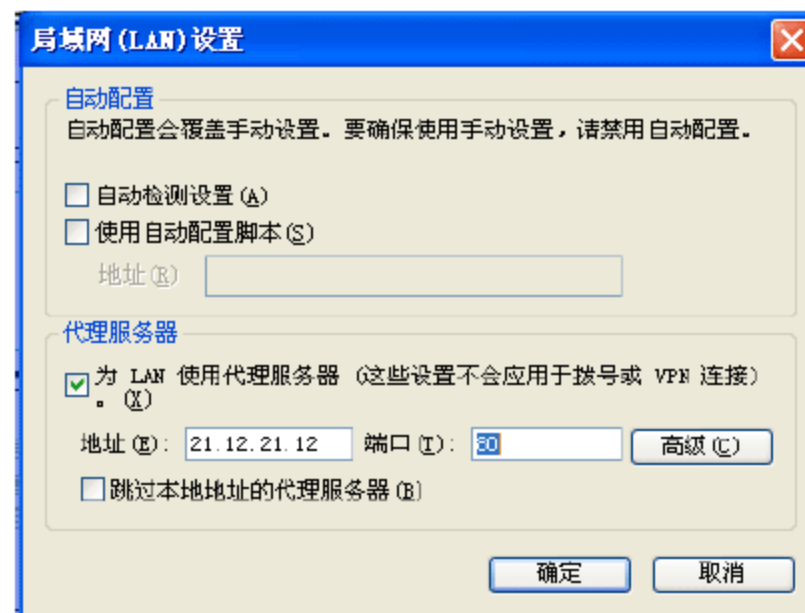 局域网(LAN)设置
自动配置
自动配置会覆盖手动设置。要确保使用手动设置，请禁用自动配置。
自动检测设置(A)
使用自动配置脚本(S)
地址(R)
代理服务器
为 LAN 使用代理服务器 (这些设置不会应用于拨号或 VPN 连接)
。(X)
地址(E): 21.12.21.12 端口(T): 80 高级(C)
跳过本地地址的代理服务器(B)
确定 取消